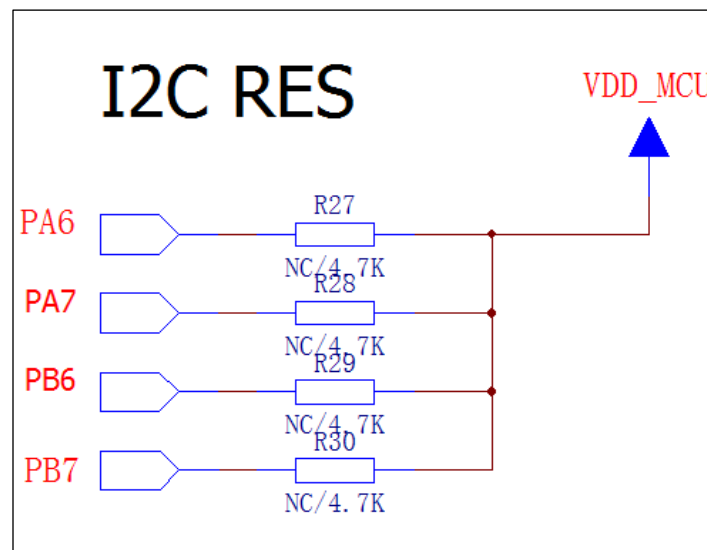 I2C RES
VDD_MCU
PA6
R27
NC/4.7K
PA7
R28
NC/4.7K
PB6
R29
NC/4.7K
PB7
R30
NC/4.7K